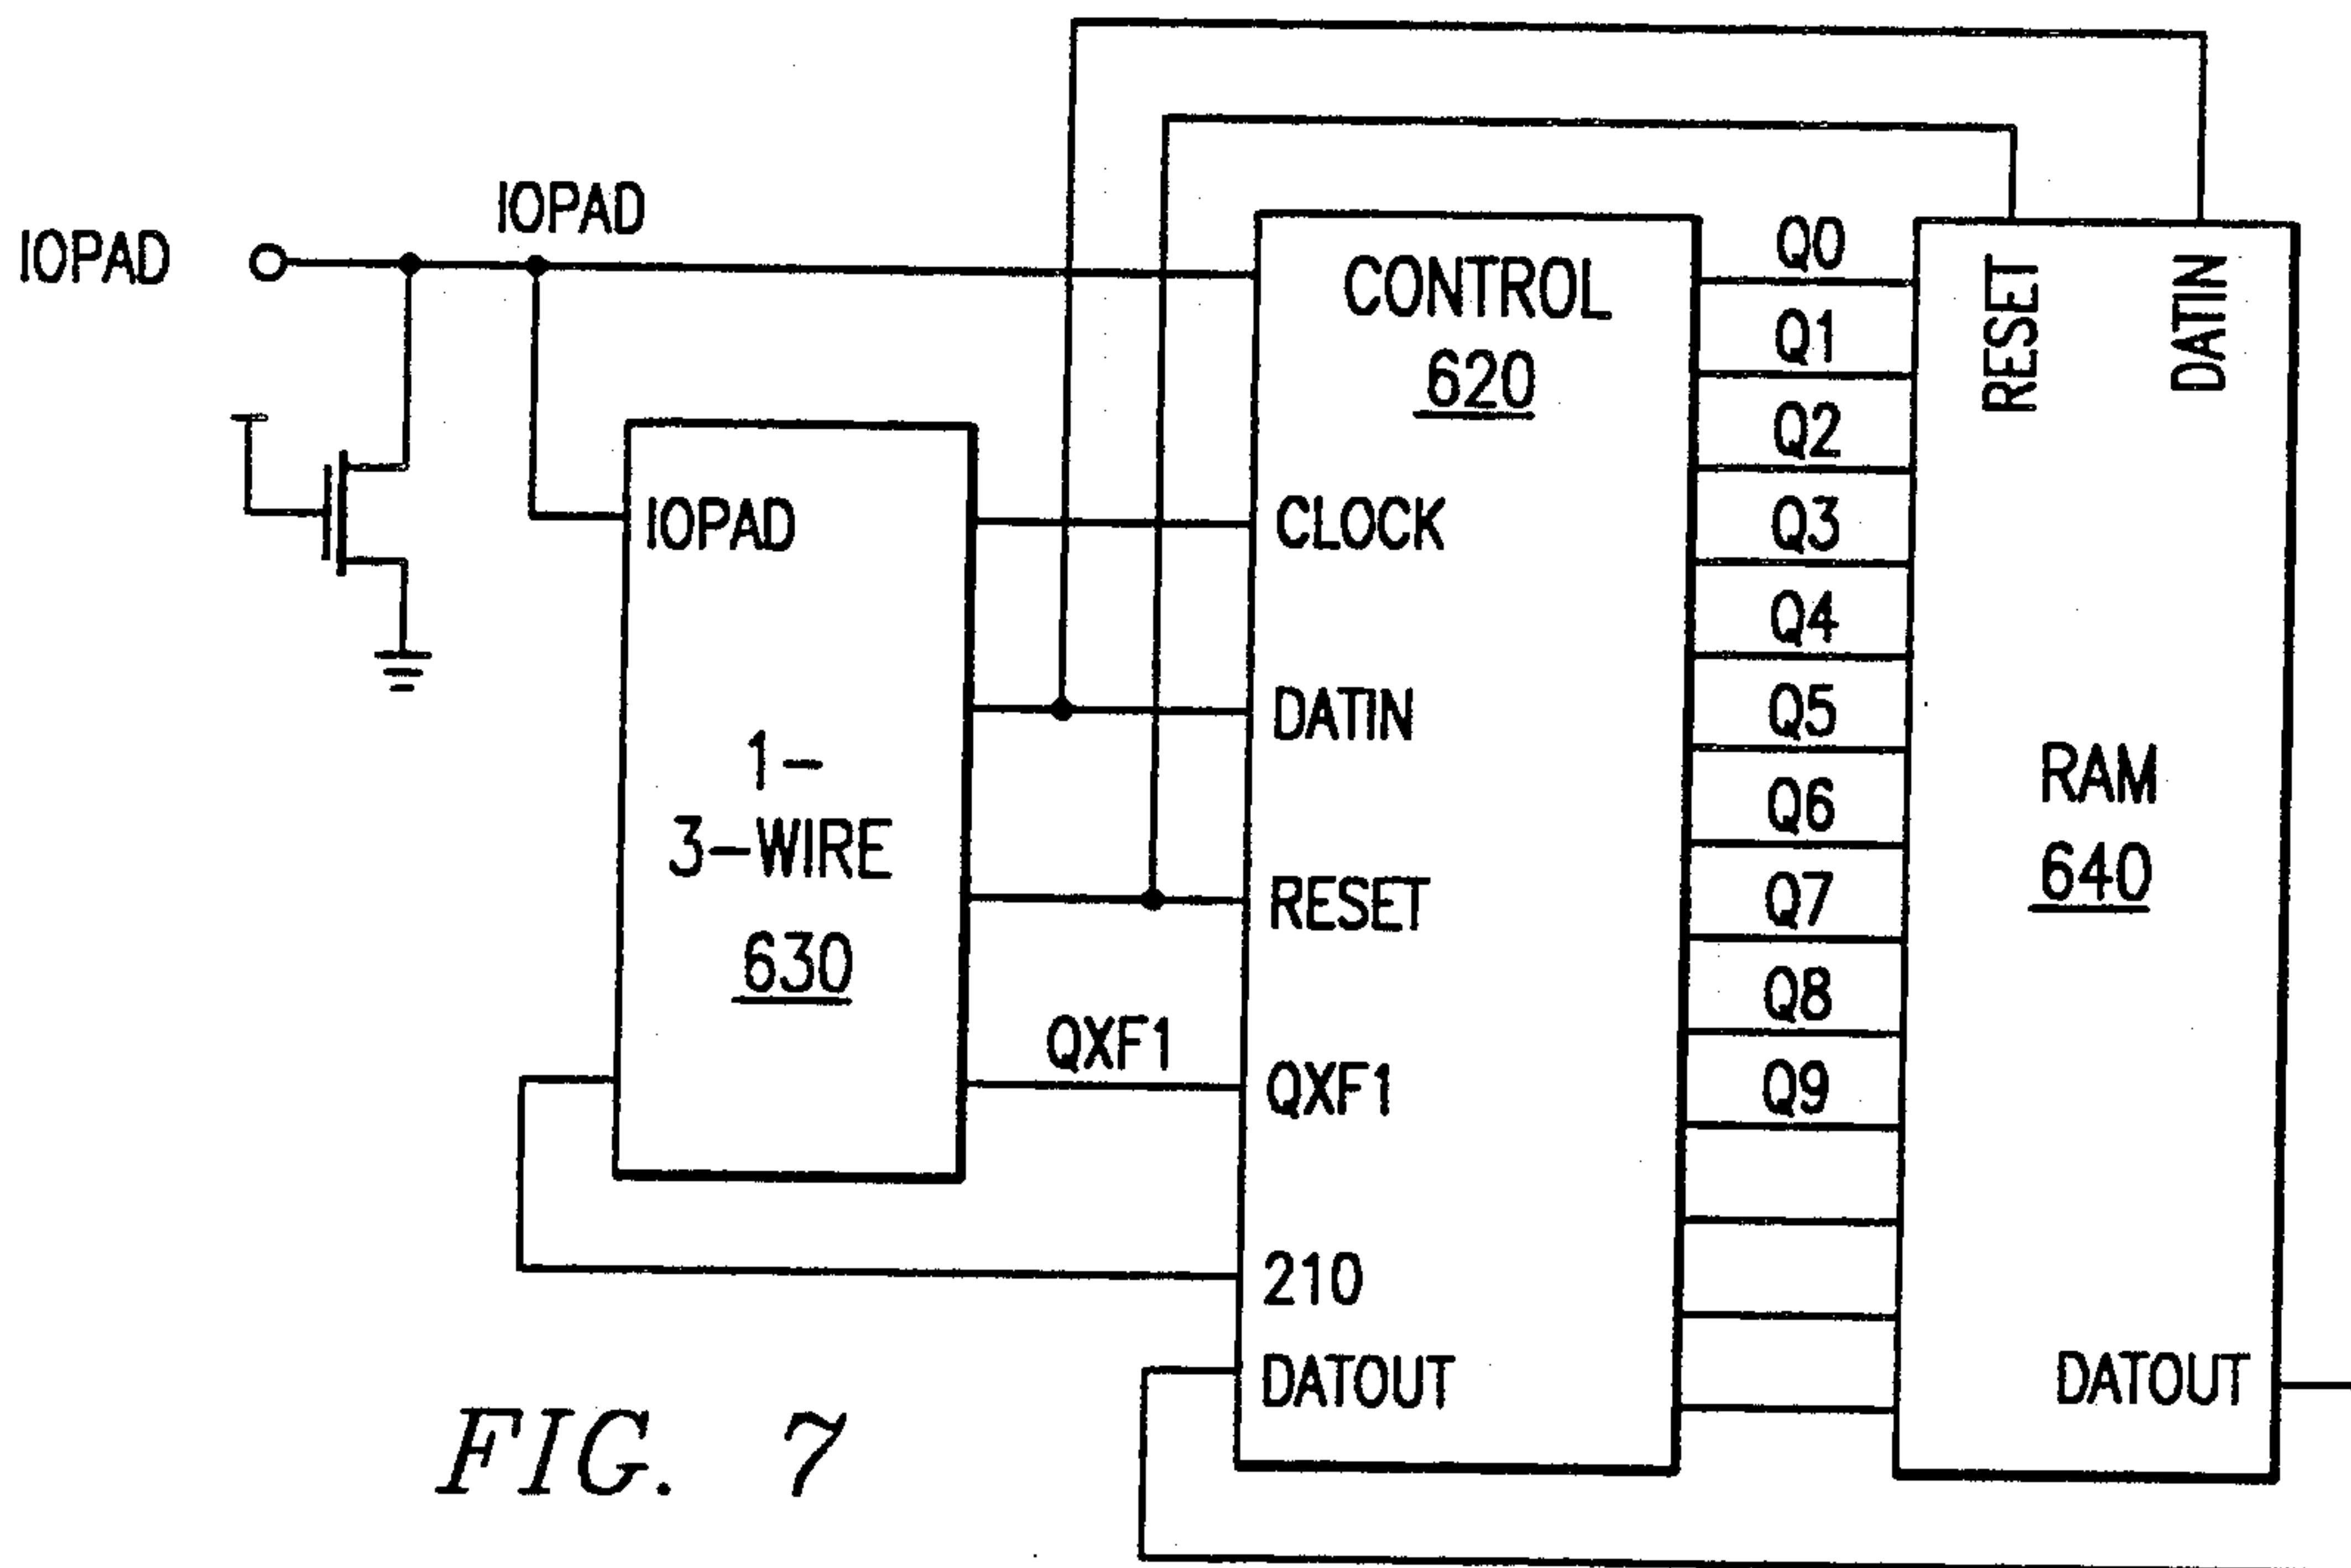 IOPAD
IOPAD
CONTROL
620
Q0
Q1
Q2
Q3
Q4
Q5
Q6
Q7
Q8
Q9
RESET
DATIN
IOPAD
CLOCK
DATIN
1-
3-WIRE
630
RESET
QXF1
QXF1
RAM
640
210
DATOUT
DATOUT
FIG. 7